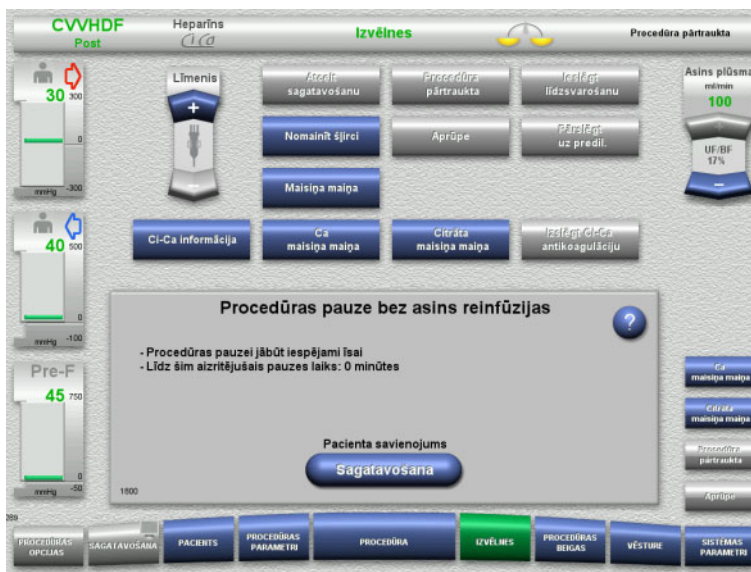 CVVHDF
Post
Heparīns
Ci Ca
Izvēlnes
Procedūra pārtraukta
30
300
0
-300
mmHg
40
500
0
-100
mmHg
Pre-F
45
750
0
-50
mmHg
Līmenis
+
−
Atcelt
sagatavošanu
Procedūra
pārtraukta
Ieslēgt
līdzsvarošanu
Nomainīt šļirci
Aprūpe
Pārslēgt
uz predil.
Maisiņa maiņa
Ci-Ca informācija
Ca
maisiņa maiņa
Citrāta
maisiņa maiņa
Izslēgt Ci-Ca
antikoagulāciju
Asins plūsma
ml/min
100
+
UF/BF
17%
−
Procedūras pauze bez asins reinfūzijas
?
- Procedūras pauzei jābūt iespējami īsai
- Līdz šim aizritējušais pauzes laiks: 0 minūtes
Pacienta savienojums
Sagatavošana
1600
Ca
maisiņa maiņa
Citrāta
maisiņa maiņa
Procedūra
pārtraukta
Aprūpe
PROCEDŪRAS
OPCIJAS
SAGATAVOŠANA
PACIENTS
PROCEDŪRAS
PARAMETRI
PROCEDŪRA
IZVĒLNES
PROCEDŪRAS
BEIGAS
VĒSTURE
SISTĒMAS
PARAMETRI